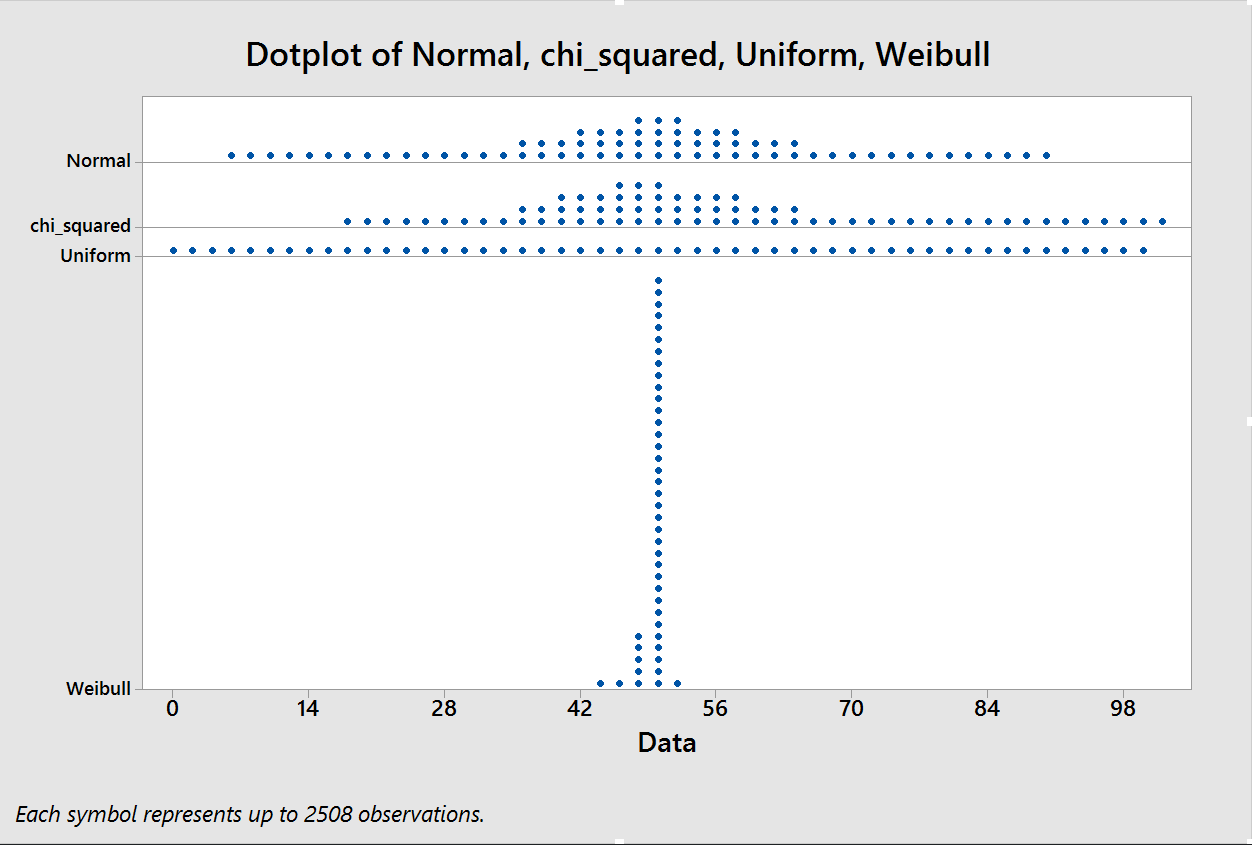 Dotplot of Normal, chi_squared, Uniform, Weibull
Normal
chi_squared
Uniform
Weibull
0 14 28 42 56 70 84 98
Data
Each symbol represents up to 2508 observations.